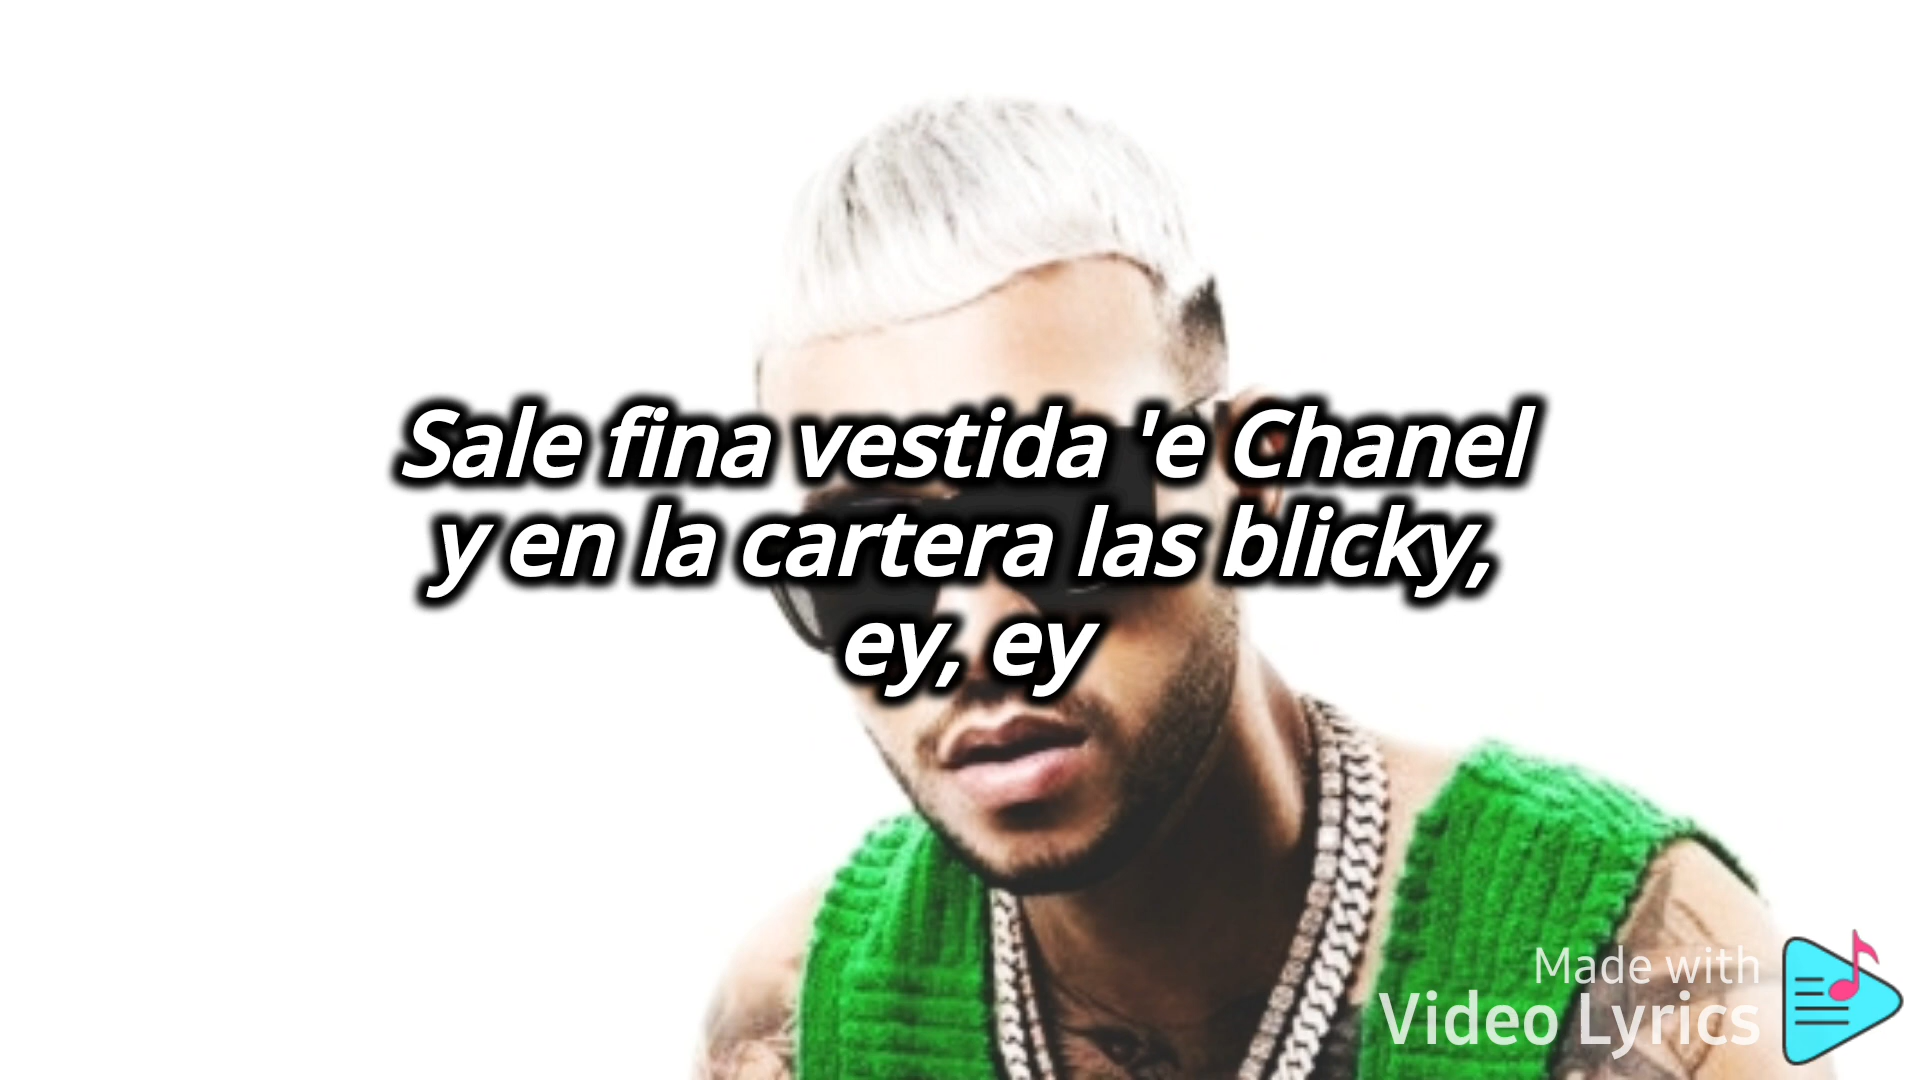 Sale fina vestida 'e Chanel
y en la cartera las blicky,
ey, ey
Made with
Video Lyrics